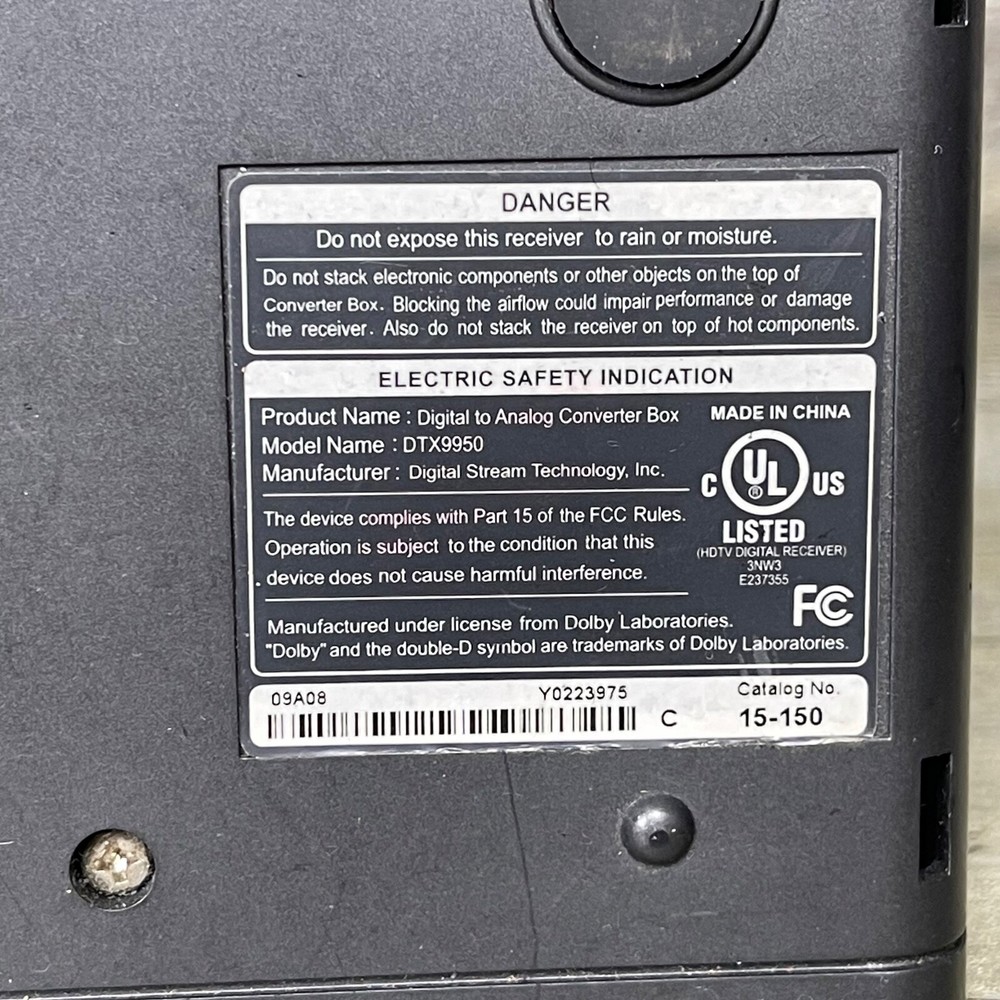 DANGER
Do not expose this receiver to rain or moisture.
Do not stack electronic components or other objects on the top of
Converter Box. Blocking the airflow could impair performance or damage
the receiver. Also do not stack the receiver on top of hot components.
ELECTRIC SAFETY INDICATION
Product Name : Digital to Analog Converter Box
Model Name : DTX9950
Manufacturer : Digital Stream Technology, Inc.
MADE IN CHINA
C UL ® US
LISTED
(HDTV DIGITAL RECEIVER)
3NW3
E237355
FC
The device complies with Part 15 of the FCC Rules.
Operation is subject to the condition that this
device does not cause harmful interference.
Manufactured under license from Dolby Laboratories.
"Dolby" and the double-D symbol are trademarks of Dolby Laboratories.
09A08 Y0223975
C
Catalog No.
15-150